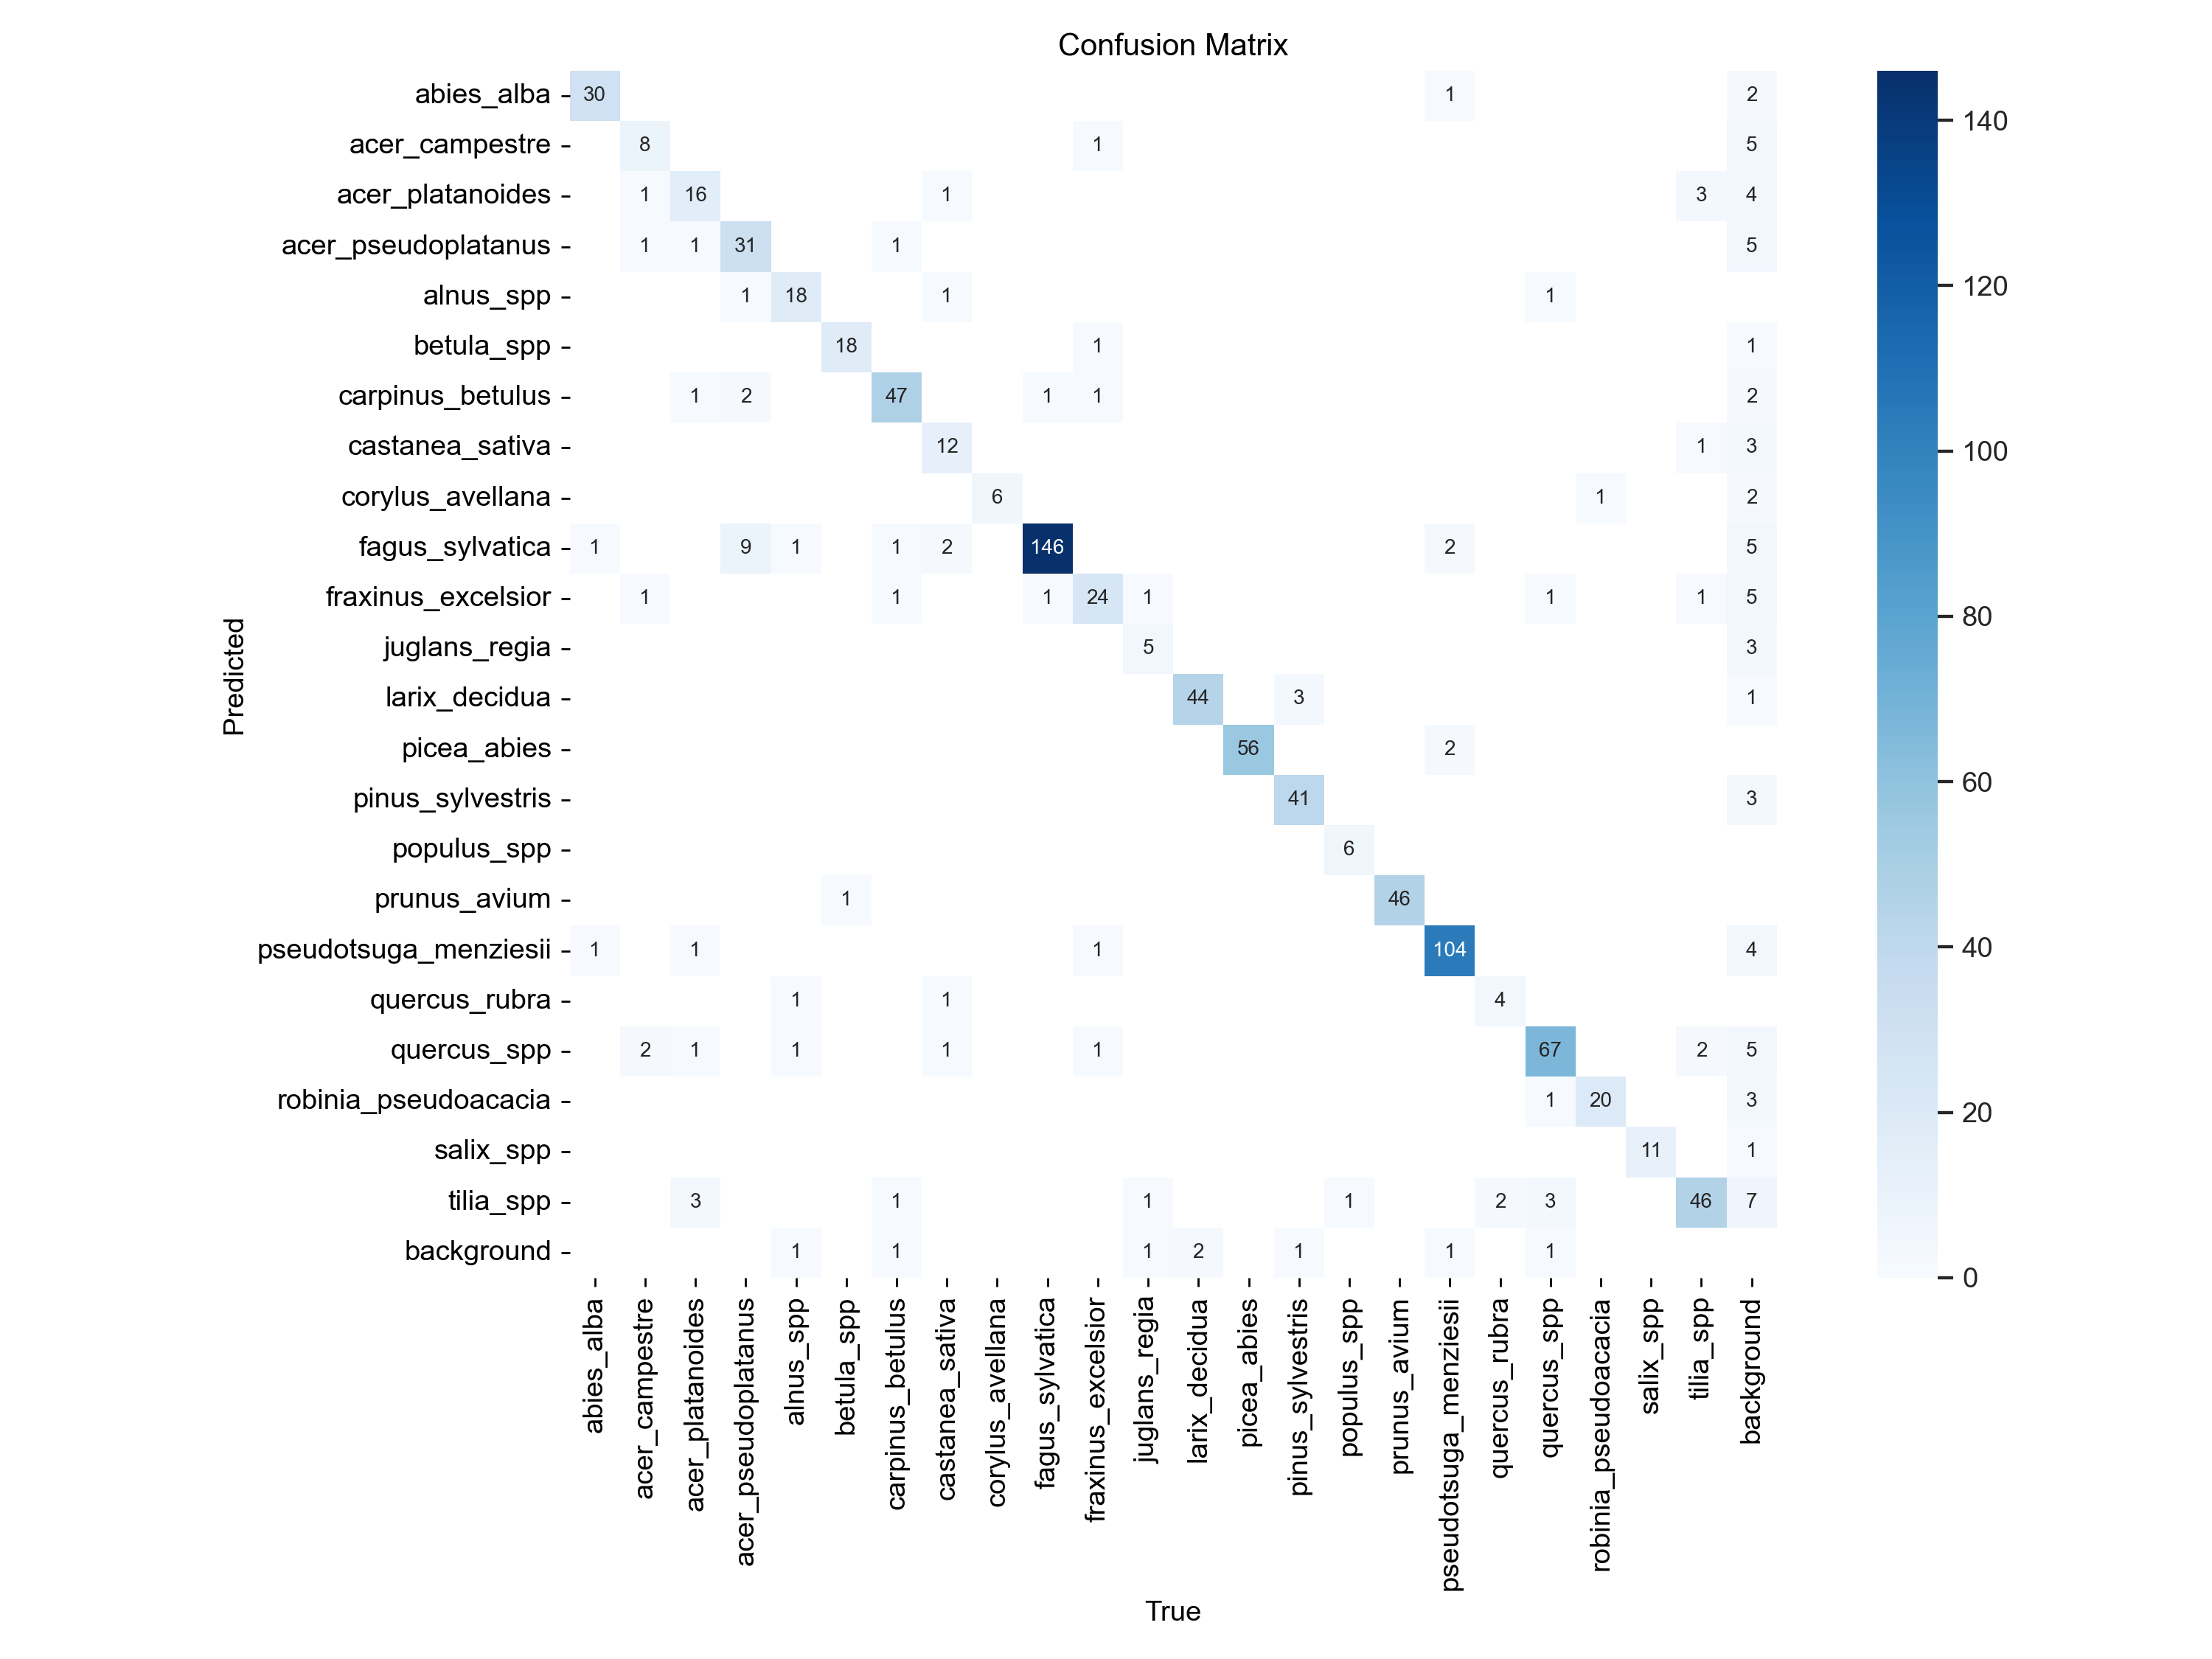 Confusion Matrix
abies_alba 30 1 2
acer_campestre 8 1 5
acer_platanoides 1 16 1 3 4
acer_pseudoplatanus 1 1 31 1 5
alnus_spp 1 18 1 1
betula_spp 18 1 1
carpinus_betulus 1 2 47 1 1 2
castanea_sativa 12 1 3
corylus_avellana 6 1 2
fagus_sylvatica 1 9 1 1 2 146 2 5
fraxinus_excelsior 1 1 1 24 1 1 1 5
juglans_regia 5 3
larix_decidua 44 3 1
picea_abies 56 2
pinus_sylvestris 41 3
populus_spp 6
prunus_avium 1 46
pseudotsuga_menziesii 1 1 1 104 4
quercus_rubra 1 1 4
quercus_spp 2 1 1 1 1 67 2 5
robinia_pseudoacacia 1 20 3
salix_spp 11 1
tilia_spp 3 1 1 1 2 3 46 7
background 1 1 1 2 1 1 1
Predicted
abies_alba
acer_campestre
acer_platanoides
acer_pseudoplatanus
alnus_spp
betula_spp
carpinus_betulus
castanea_sativa
corylus_avellana
fagus_sylvatica
fraxinus_excelsior
juglans_regia
larix_decidua
picea_abies
pinus_sylvestris
populus_spp
prunus_avium
pseudotsuga_menziesii
quercus_rubra
quercus_spp
robinia_pseudoacacia
salix_spp
tilia_spp
background
True
140
120
100
80
60
40
20
0